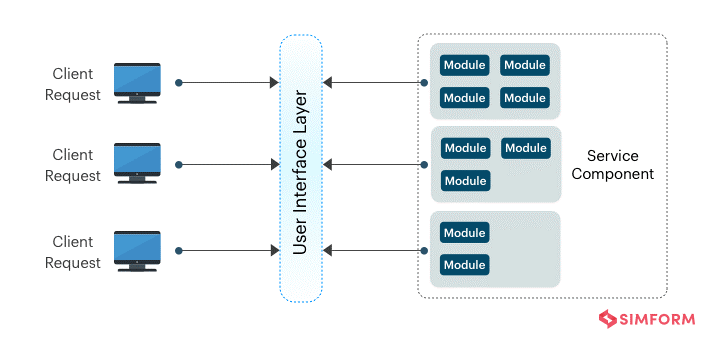 Client
Request
Client
Request
Client
Request
User Interface Layer
Module Module
Module Module
Module Module
Module
Module
Module
Service
Component
SIMFORM